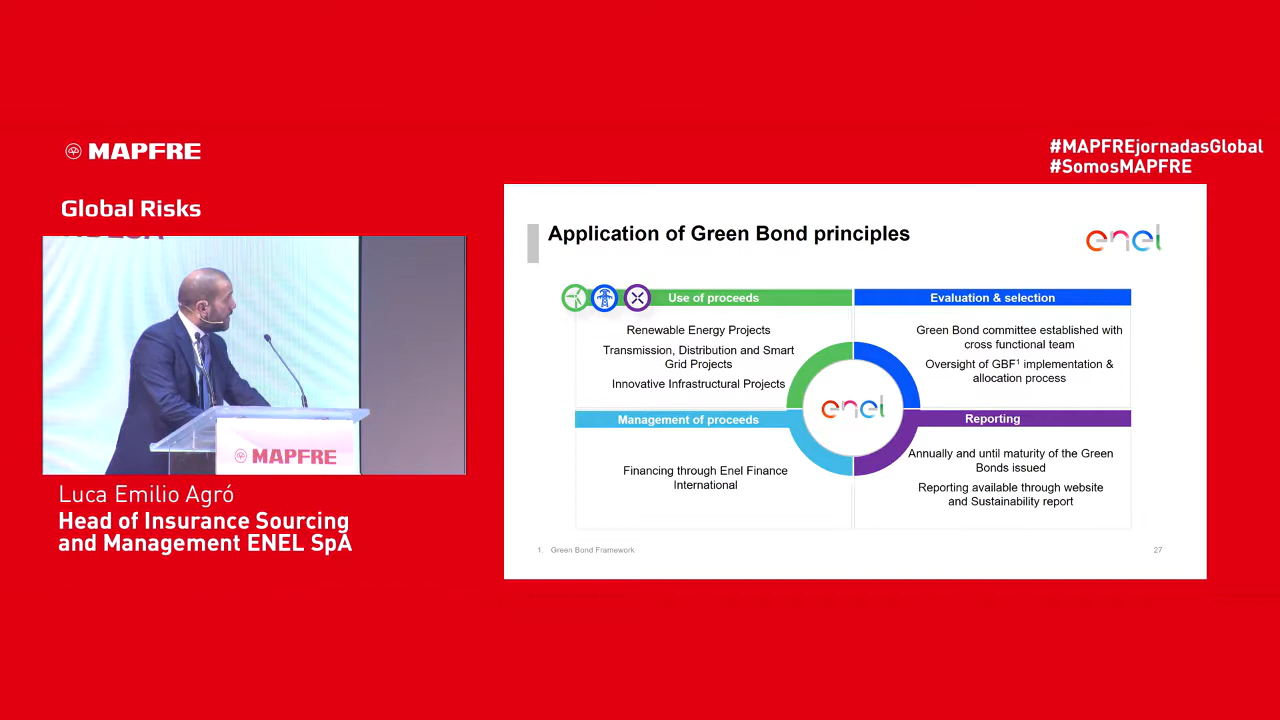 MAPFRE
#MAPFREjornadasGlobal
#SomosMAPFRE
Global Risks
MAPFRE
Luca Emilio Agró
Head of Insurance Sourcing
and Management ENEL SpA
Application of Green Bond principles
enel
Use of proceeds
Renewable Energy Projects
Transmission, Distribution and Smart
Grid Projects
Innovative Infrastructural Projects
Evaluation & selection
Green Bond committee established with
cross functional team
Oversight of GBF¹ implementation &
allocation process
enel
Management of proceeds
Financing through Enel Finance
International
Reporting
Annually and until maturity of the Green
Bonds issued
Reporting available through website
and Sustainability report
1. Green Bond Framework
27